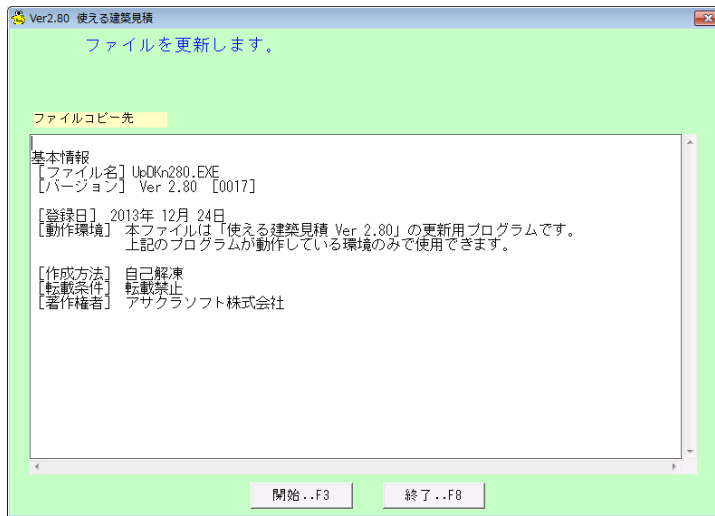 Ver2.80 使える建築見積
ファイルを更新します。
ファイルコピー先
基本情報
[ファイル名] UpDKn280.EXE
[バージョン] Ver 2.80 [0017]
[登録日] 2013年 12月 24日
[動作環境] 本ファイルは「使える建築見積 Ver 2.80」の更新用プログラムです。
上記のプログラムが動作している環境のみで使用できます。
[作成方法] 自己解凍
[転載条件] 転載禁止
[著作権者] アサクラソフト株式会社
開始..F3 終了..F8